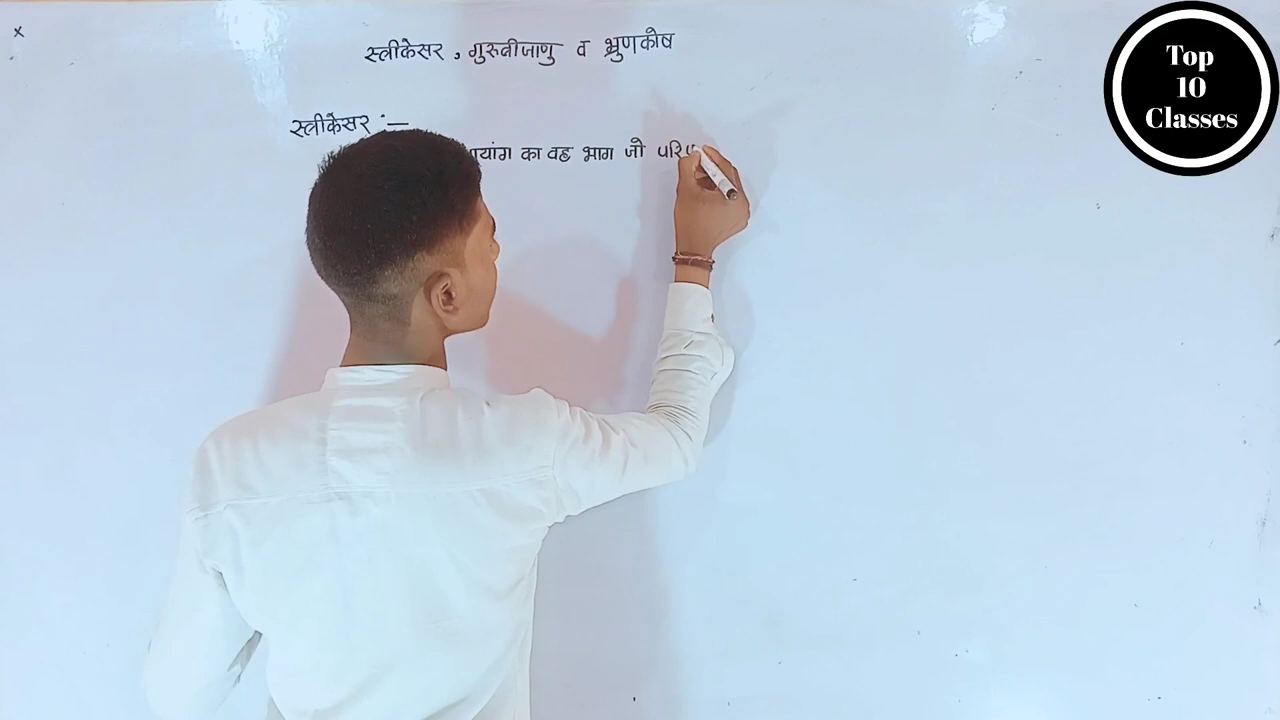 x
स्त्रीकेसर , गुरुबीजाणु व भ्रुणकोष
स्त्रीकेसर :—
का वह भाग जो
Top
10
Classes